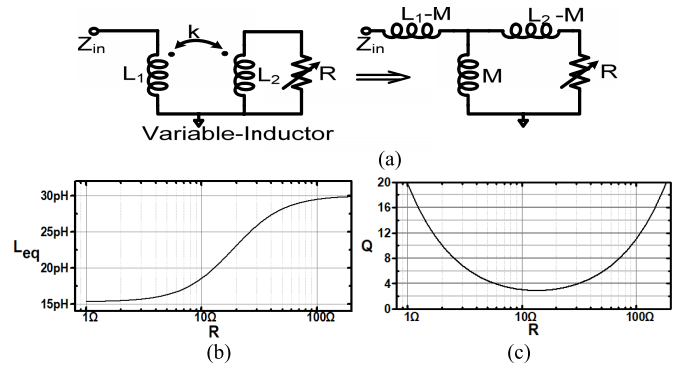 Z_in
L_1
k
L_2
R
Variable-Inductor
Z_in
L_1-M
L_2-M
M
R
(a)
30pH
25pH
20pH
15pH
L_eq
1Ω 10Ω 100Ω
R
(b)
20
16
12
8
4
0
Q
1Ω 10Ω 100Ω
R
(c)